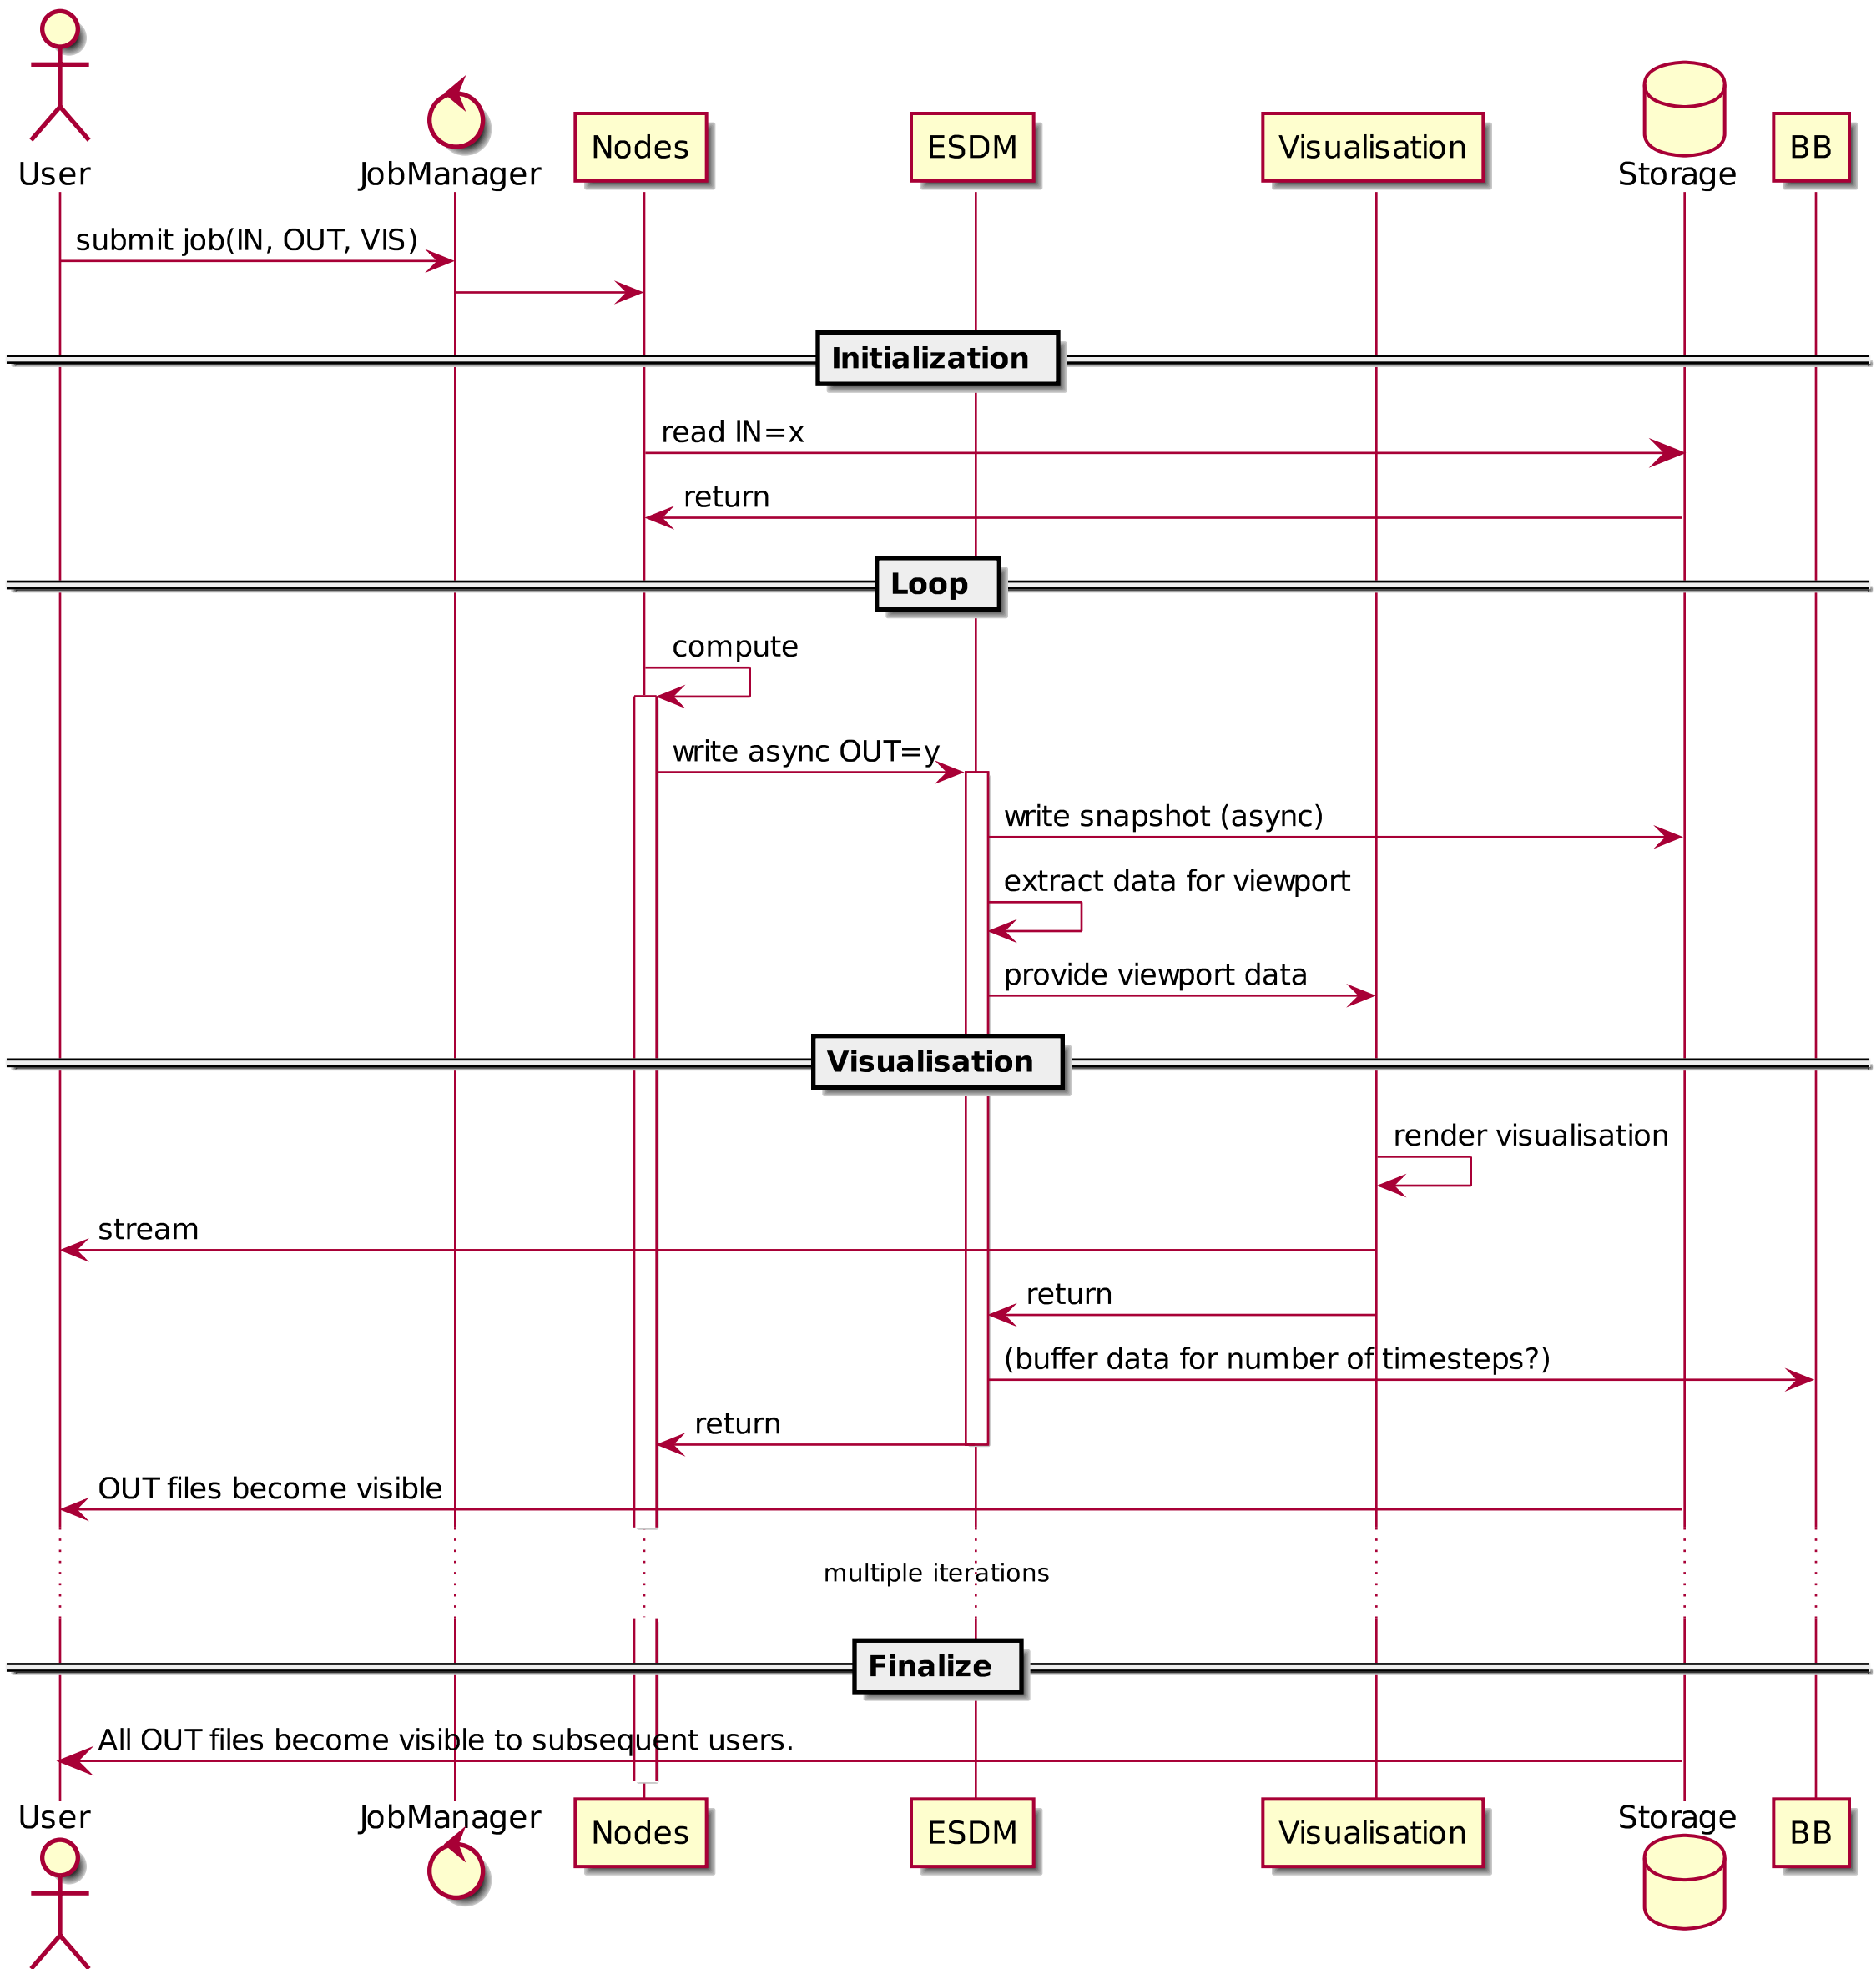 User
JobManager
Nodes
ESDM
Visualisation
Storage
BB
submit job(IN, OUT, VIS)
Initialization
read IN=x
return
Loop
compute
write async OUT=y
write snapshot (async)
extract data for viewport
provide viewport data
Visualisation
render visualisation
stream
return
(buffer data for number of timesteps?)
return
OUT files become visible
multiple iterations
Finalize
All OUT files become visible to subsequent users.
User
JobManager
Nodes
ESDM
Visualisation
Storage
BB